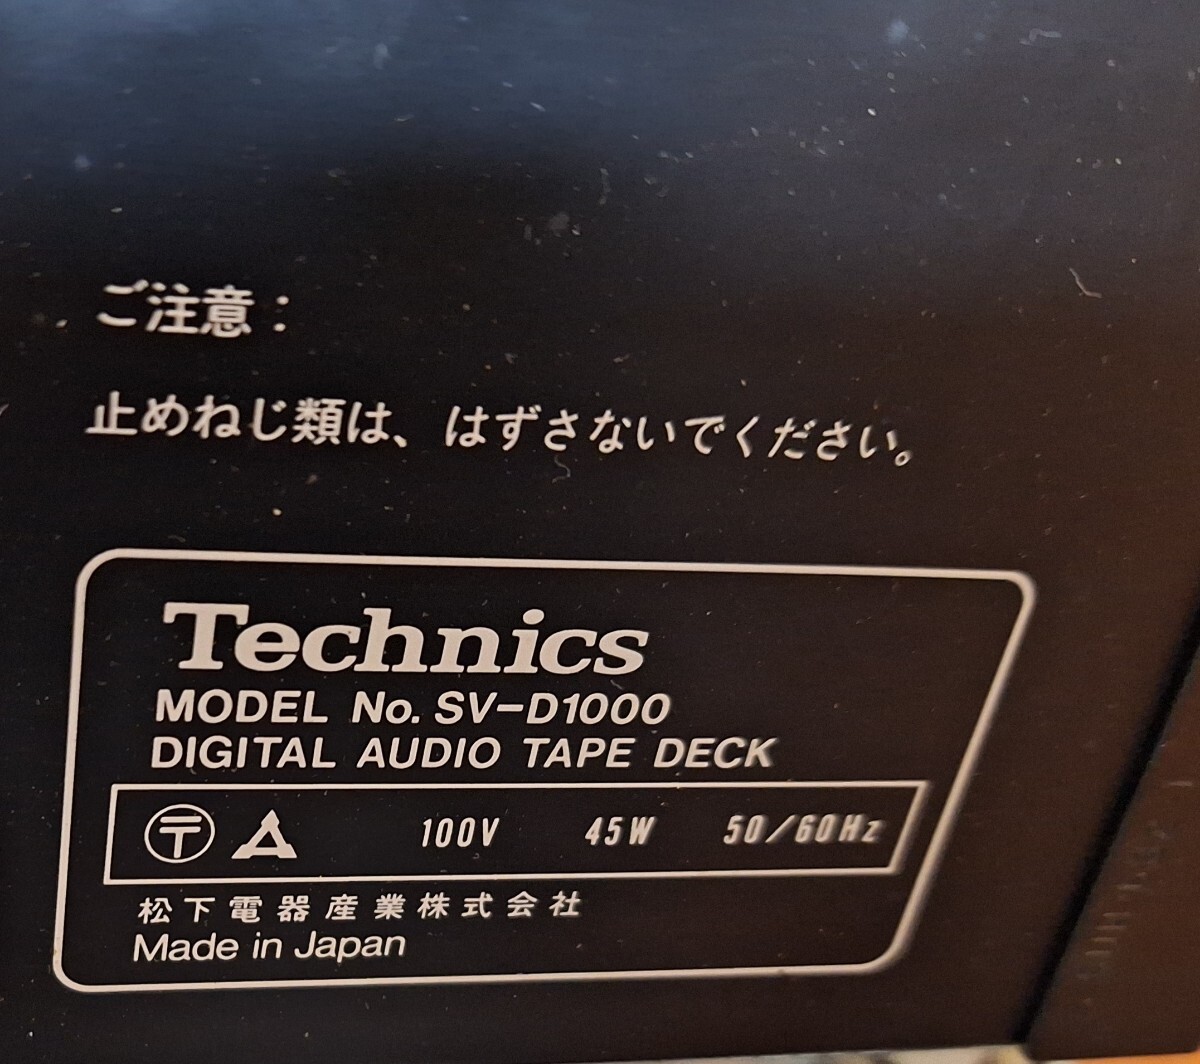 ご注意：
止めねじ類は、はずさないでください。
Technics
MODEL No. SV-D1000
DIGITAL AUDIO TAPE DECK
〒 100V 45W 50/60Hz
松下電器産業株式会社
Made in Japan